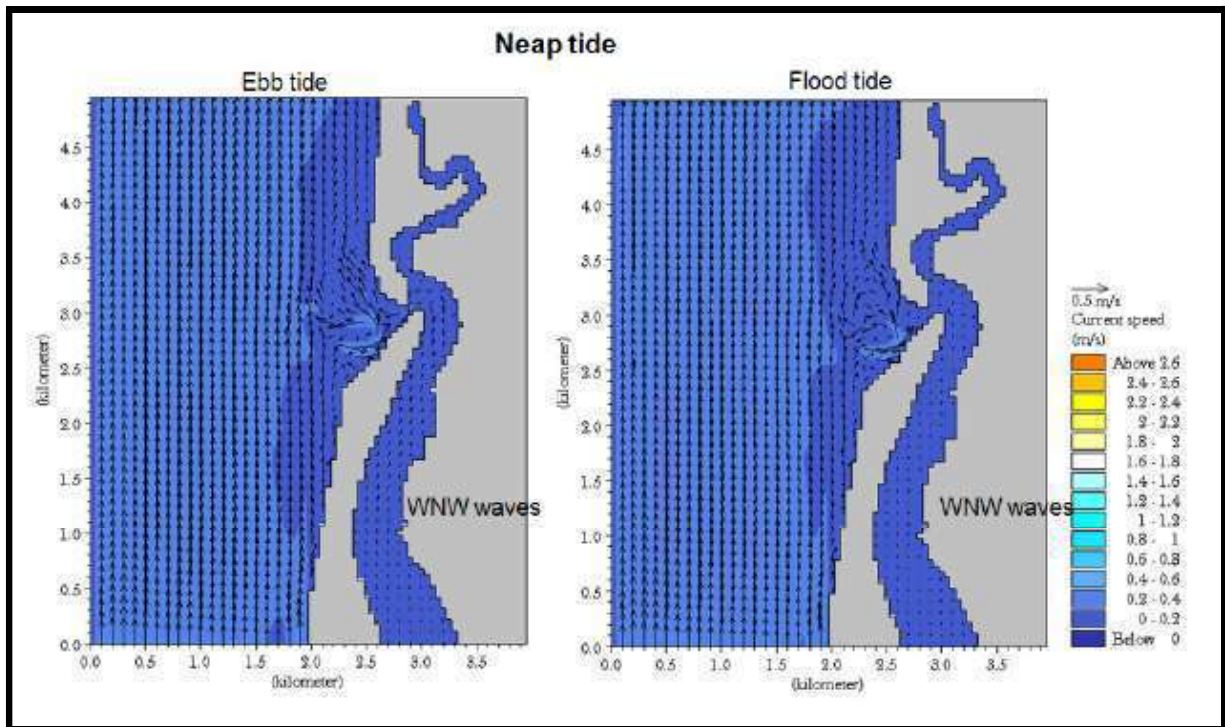 Neap tide
Ebb tide
Flood tide
4.5
4.0
3.5
3.0
2.5
2.0
1.5
1.0
0.5
0.0
(kilometer)
0.0 0.5 1.0 1.5 2.0 2.5 3.0 3.5
(kilometer)
WNW waves
4.5
4.0
3.5
3.0
2.5
2.0
1.5
1.0
0.5
0.0
(kilometer)
0.0 0.5 1.0 1.5 2.0 2.5 3.0 3.5
(kilometer)
WNW waves
0.5 m/s
Current speed
(m/s)
Above 2.6
2.4 - 2.6
2.2 - 2.4
2 - 2.2
1.8 - 2
1.6 - 1.8
1.4 - 1.6
1.2 - 1.4
1 - 1.2
0.8 - 1
0.6 - 0.8
0.4 - 0.6
0.2 - 0.4
0 - 0.2
Below 0